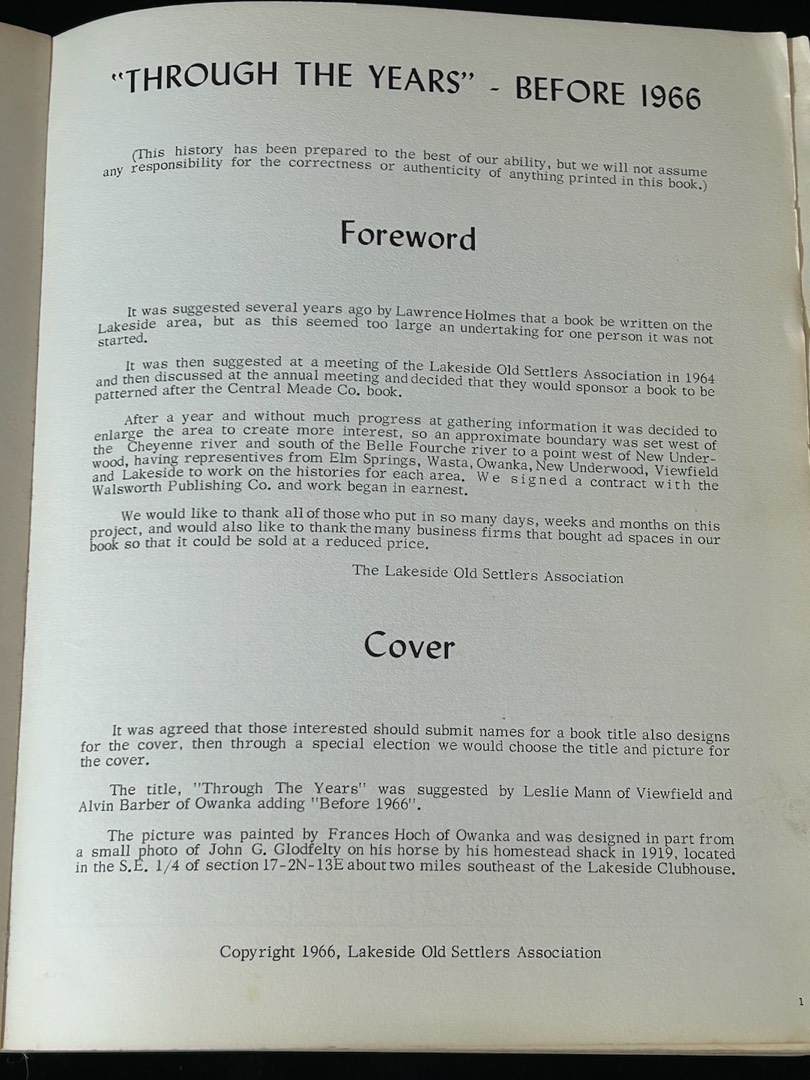 "THROUGH THE YEARS" - BEFORE 1966
(This history has been prepared to the best of our ability, but we will not assume
any responsibility for the correctness or authenticity of anything printed in this book.)
Foreword
It was suggested several years ago by Lawrence Holmes that a book be written on the
Lakeside area, but as this seemed too large an undertaking for one person it was not
started.
It was then suggested at a meeting of the Lakeside Old Settlers Association in 1964
and then discussed at the annual meeting and decided that they would sponsor a book to be
patterned after the Central Meade Co. book.
After a year and without much progress at gathering information it was decided to
enlarge the area to create more interest, so an approximate boundary was set west of
the Cheyenne river and south of the Belle Fourche river to a point west of New Under-
wood, having representatives from Elm Springs, Wasta, Owanka, New Underwood, Viewfield
and Lakeside to work on the histories for each area. We signed a contract with the
Walsworth Publishing Co. and work began in earnest.
We would like to thank all of those who put in so many days, weeks and months on this
project, and would also like to thank the many business firms that bought ad spaces in our
book so that it could be sold at a reduced price.
The Lakeside Old Settlers Association
Cover
It was agreed that those interested should submit names for a book title also designs
for the cover, then through a special election we would choose the title and picture for
the cover.
The title, "Through The Years" was suggested by Leslie Mann of Viewfield and
Alvin Barber of Owanka adding "Before 1966".
The picture was painted by Frances Hoch of Owanka and was designed in part from
a small photo of John G. Glodfelty on his horse by his homestead shack in 1919, located
in the S.E. 1/4 of section 17-2N-13E about two miles southeast of the Lakeside Clubhouse.
Copyright 1966, Lakeside Old Settlers Association
1